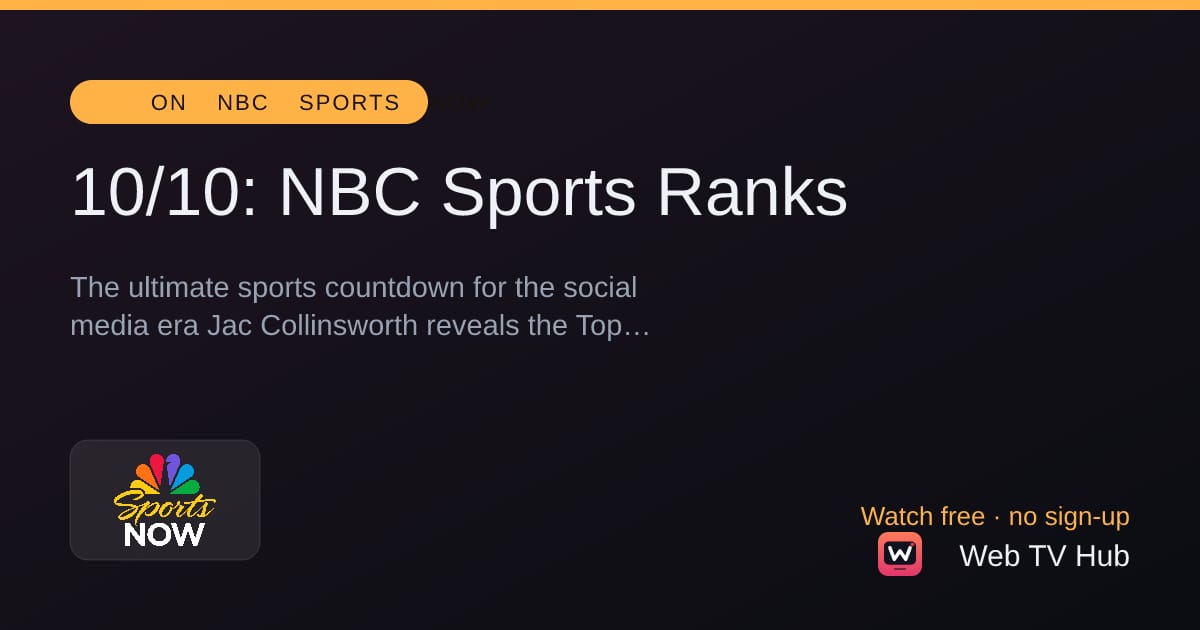 ON NBC SPORTS NOW
10/10: NBC Sports Ranks
The ultimate sports countdown for the social
media era Jac Collinsworth reveals the Top…
Sports
NOW
Watch free · no sign-up
W
Web TV Hub